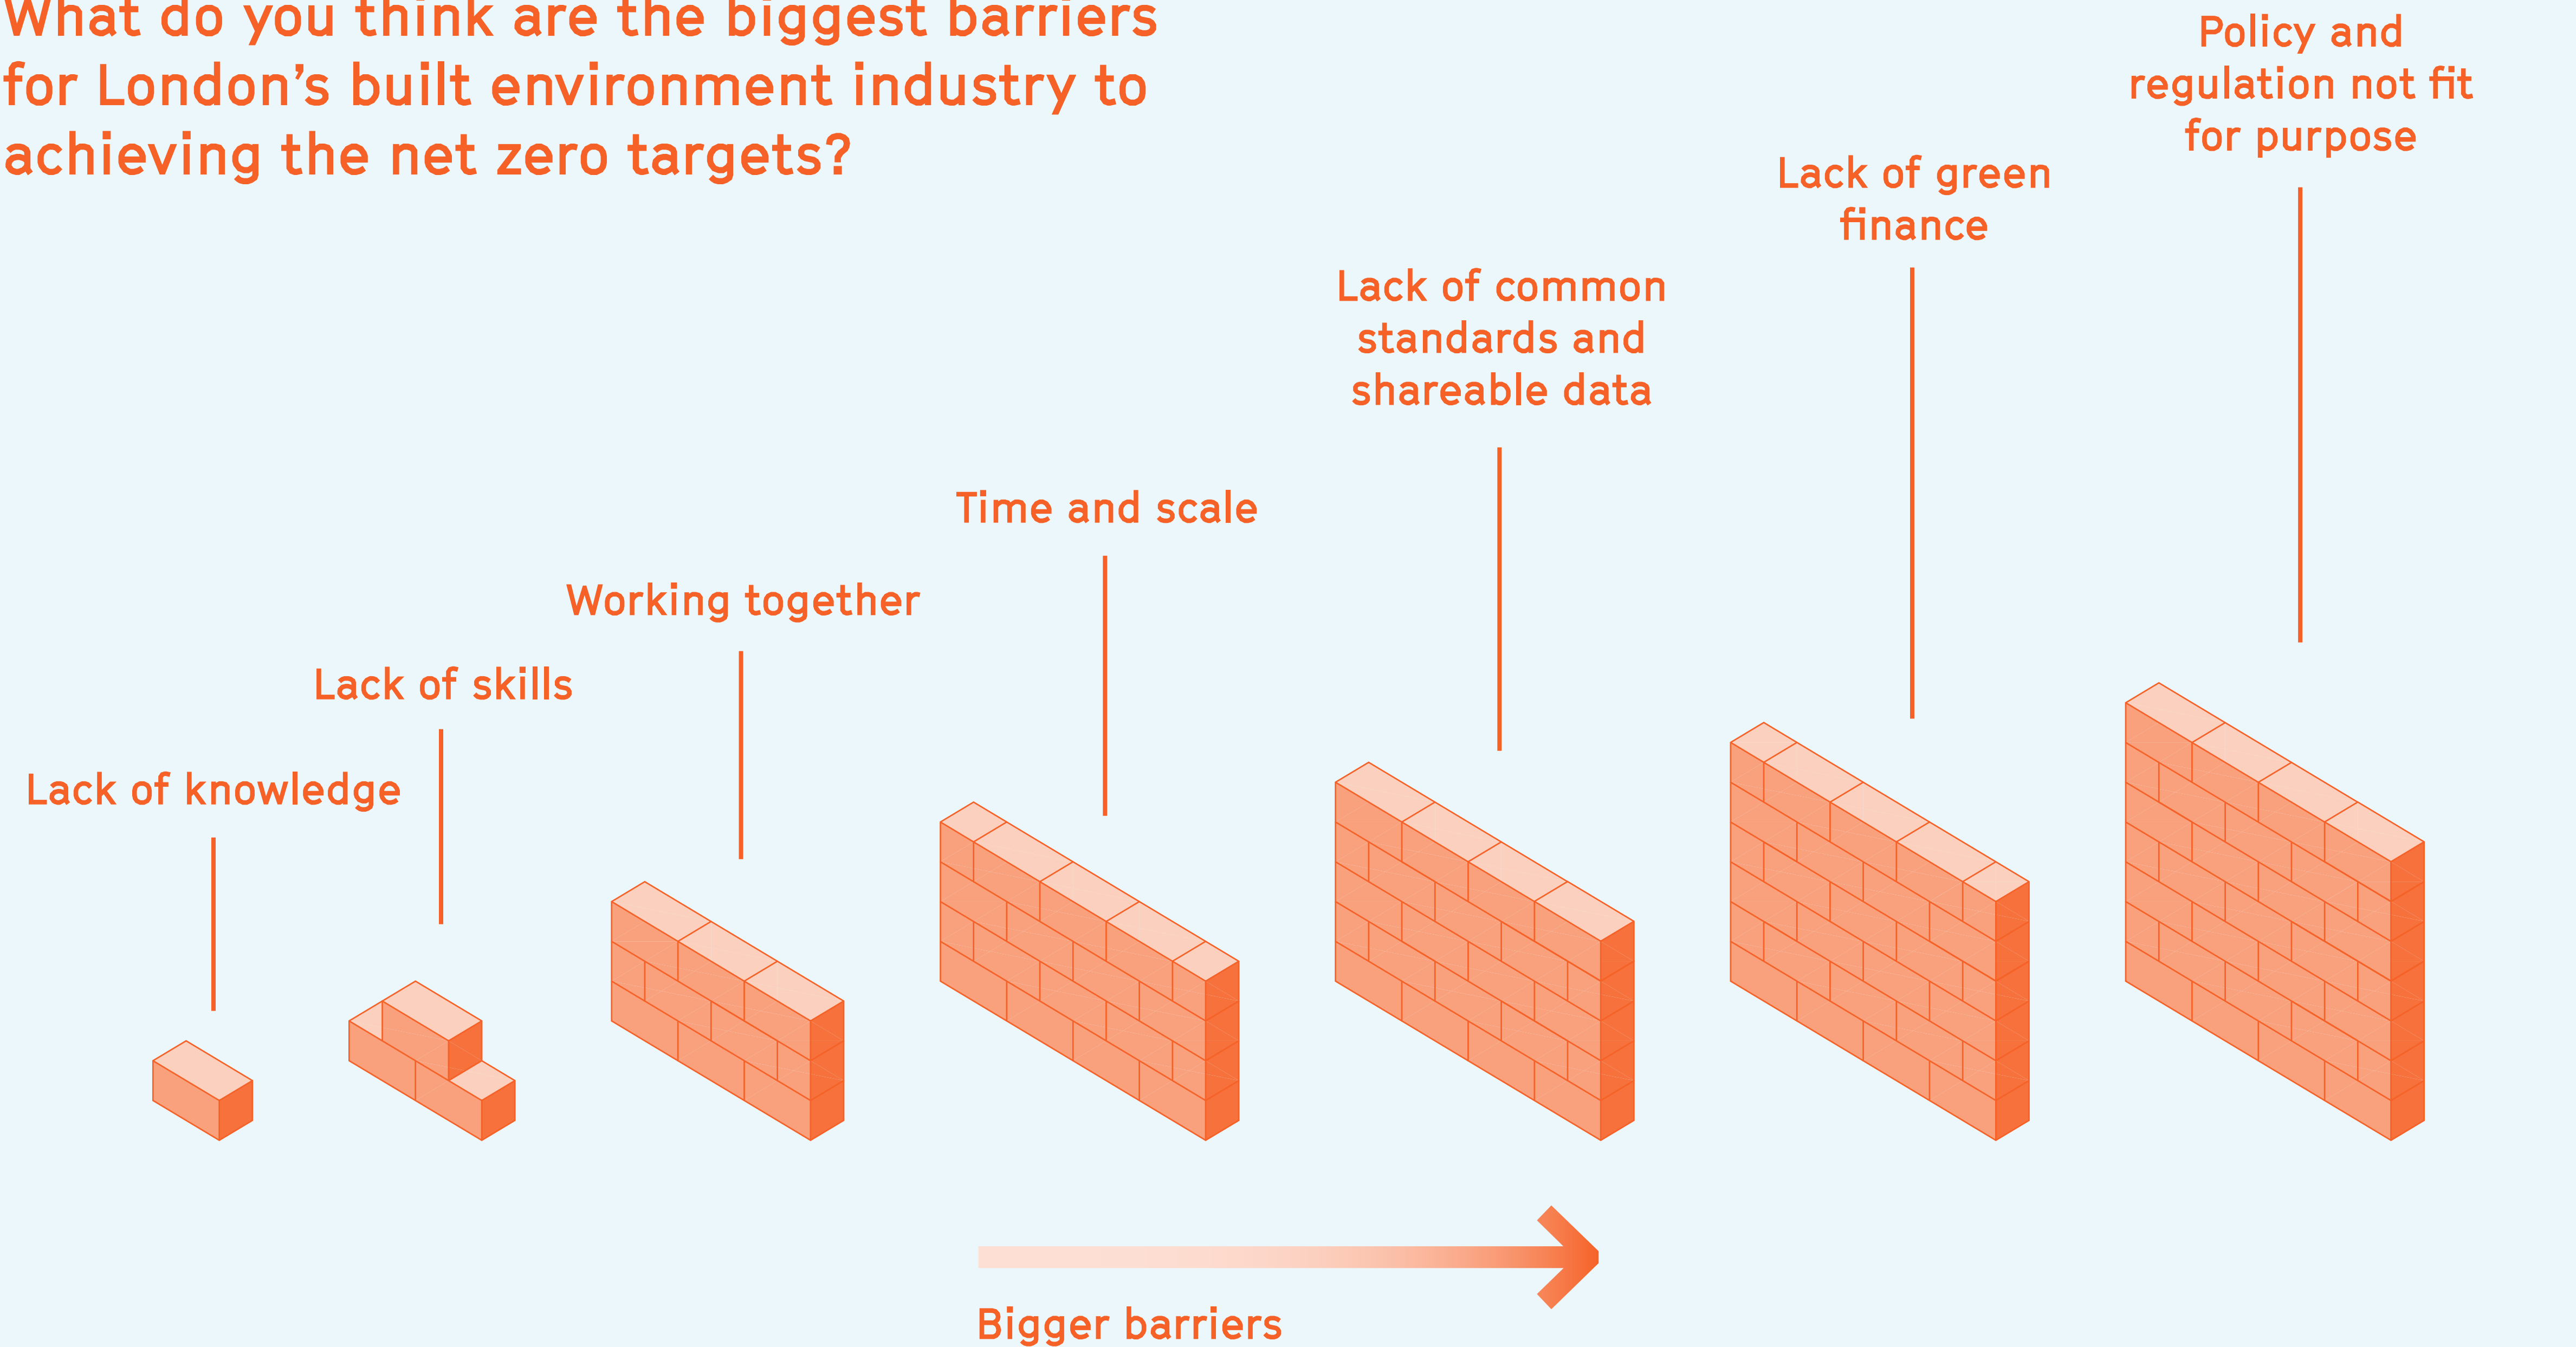 What do you think are the biggest barriers
for London's built environment industry to
achieving the net zero targets?
Lack of knowledge
Lack of skills
Working together
Time and scale
Lack of common
standards and
shareable data
Lack of green
finance
Policy and
regulation not fit
for purpose
Bigger barriers